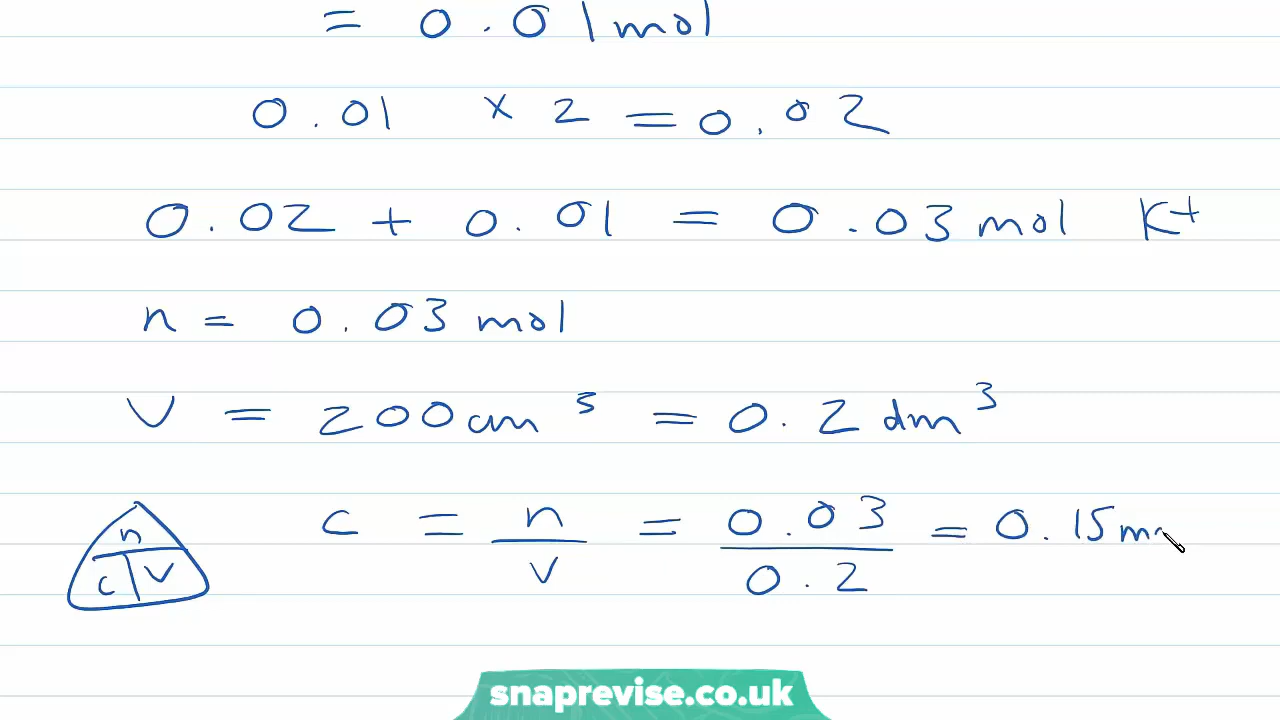 = 0.01 mol
0.01 × 2 = 0.02
0.02 + 0.01 = 0.03 mol K+
n = 0.03 mol
V = 200 cm³ = 0.2 dm³
c = n/v = 0.03/0.2 = 0.15 m
n
c V
snaprevise.co.uk